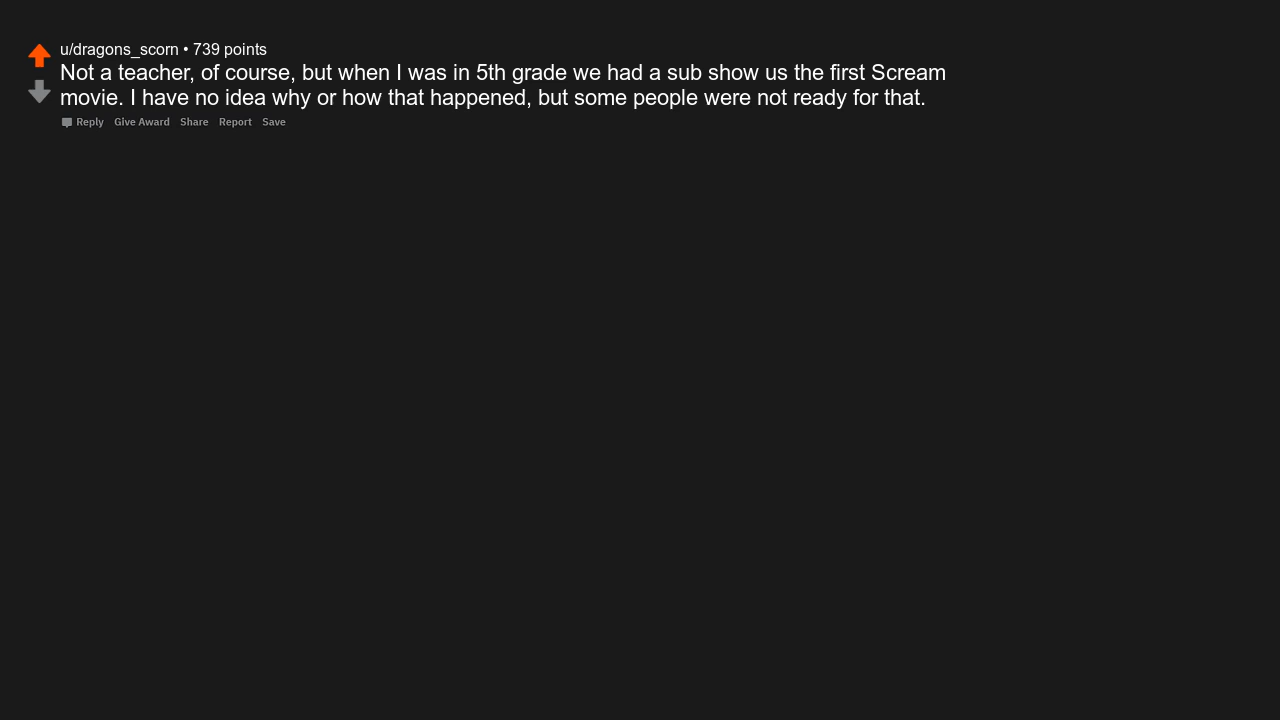 u/dragons_scorn • 739 points
Not a teacher, of course, but when I was in 5th grade we had a sub show us the first Scream
movie. I have no idea why or how that happened, but some people were not ready for that.
Reply Give Award Share Report Save